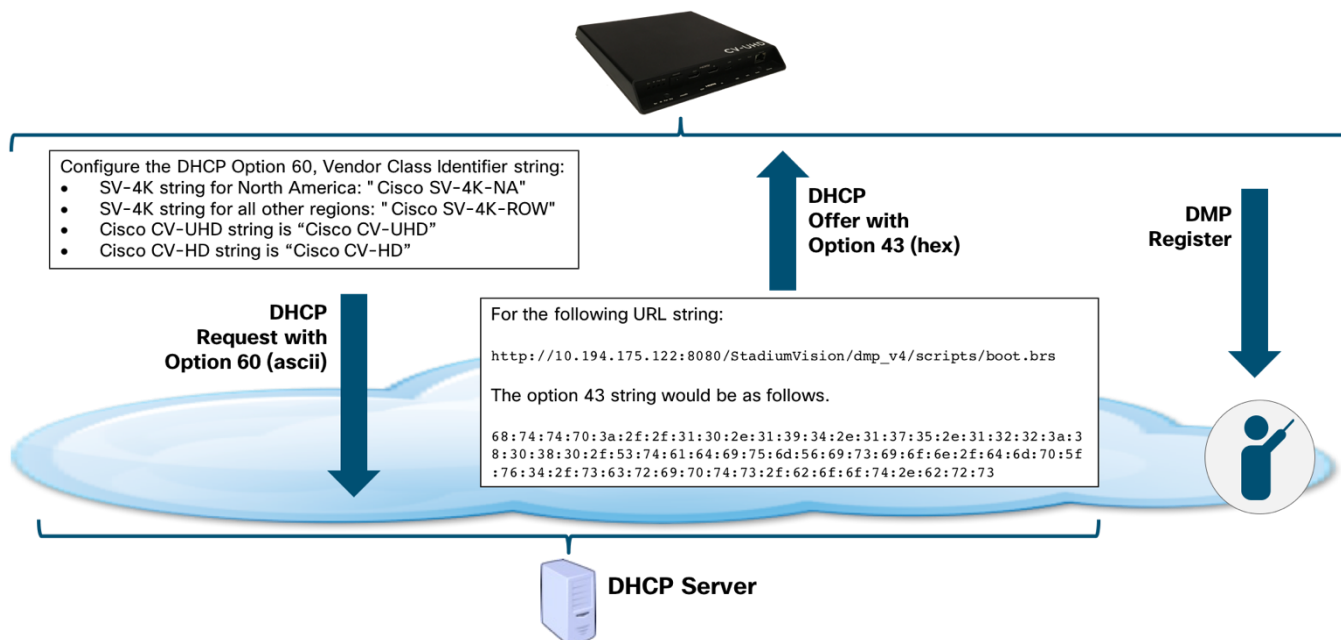 CV-UHD
Configure the DHCP Option 60, Vendor Class Identifier string:
• SV-4K string for North America: "Cisco SV-4K-NA"
• SV-4K string for all other regions: "Cisco SV-4K-ROW"
• Cisco CV-UHD string is “Cisco CV-UHD”
• Cisco CV-HD string is “Cisco CV-HD”
DHCP
Request with
Option 60 (ascii)
DHCP
Offer with
Option 43 (hex)
DMP
Register
For the following URL string:
http://10.194.175.122:8080/StadiumVision/dmp_v4/scripts/boot.brs
The option 43 string would be as follows.
68:74:74:70:3a:2f:2f:31:30:2e:31:39:34:2e:31:37:35:2e:31:32:32:3a:3
8:30:38:30:2f:53:74:61:64:69:75:6d:56:69:73:69:6f:6e:2f:64:6d:70:5f
:76:34:2f:73:63:72:69:70:74:73:2f:62:6f:6f:74:2e:62:72:73
DHCP Server